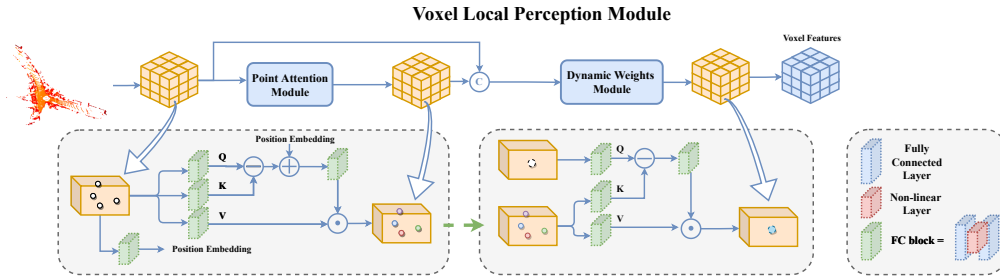 Voxel Local Perception Module
Voxel Features
Point Attention
Module
C
Dynamic Weights
Module
Position Embedding
Q
K
V
Position Embedding
Q
K
V
Fully
Connected
Layer
Non-linear
Layer
FC block =